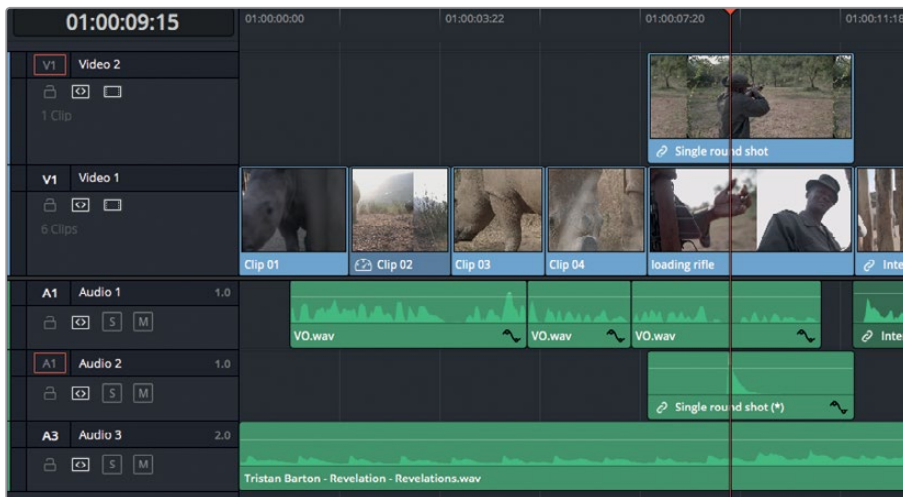 01:00:09:15
01:00:00:00
01:00:03:22
01:00:07:20
01:00:11:18
V1 Video 2
1 Clip
Single round shot
V1 Video 1
6 Clips
Clip 01
Clip 02
Clip 03
Clip 04
loading rifle
Inte
A1 Audio 1 1.0
S M
VO.wav
VO.wav
VO.wav
Inte
A1 Audio 2 1.0
S M
Single round shot (*)
A3 Audio 3 2.0
S M
Tristan Barton - Revelation - Revelations.wav